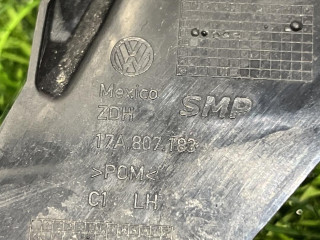 Mexico
ZDH SMP
17A.807.183
>POM<
C1 LH